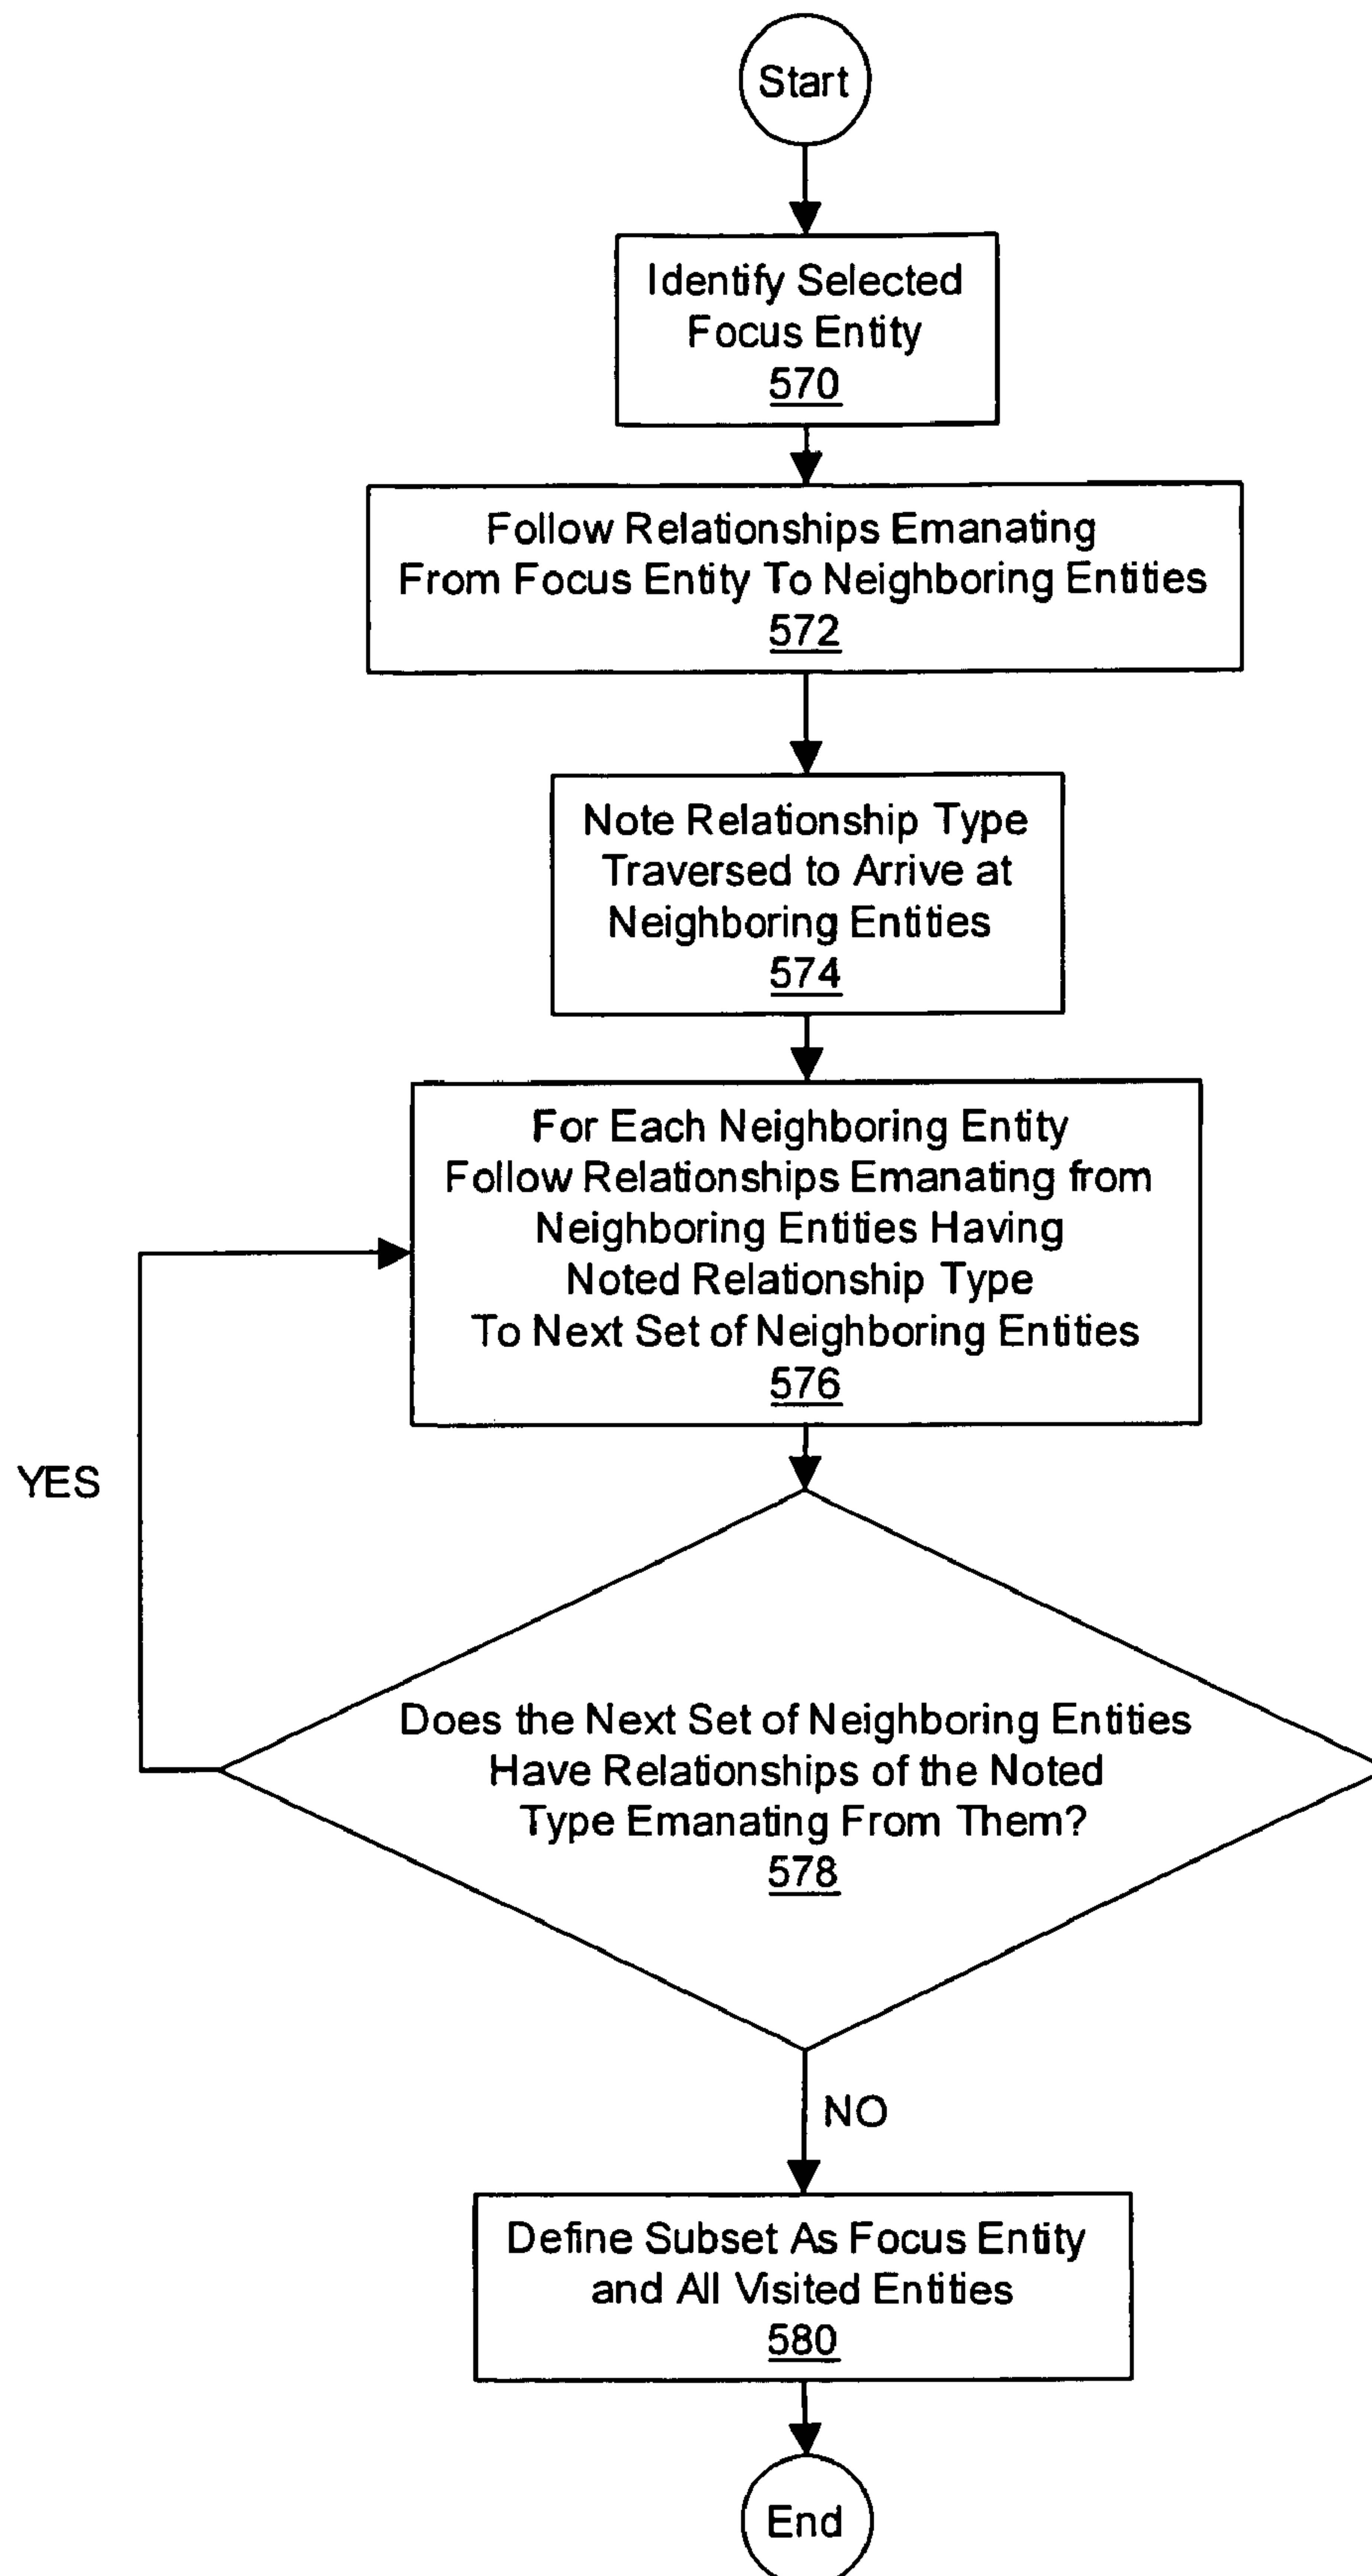 Start
Identify Selected
Focus Entity
570
Follow Relationships Emanating
From Focus Entity To Neighboring Entities
572
Note Relationship Type
Traversed to Arrive at
Neighboring Entities
574
For Each Neighboring Entity
Follow Relationships Emanating from
Neighboring Entities Having
Noted Relationship Type
To Next Set of Neighboring Entities
576
YES
Does the Next Set of Neighboring Entities
Have Relationships of the Noted
Type Emanating From Them?
578
NO
Define Subset As Focus Entity
and All Visited Entities
580
End